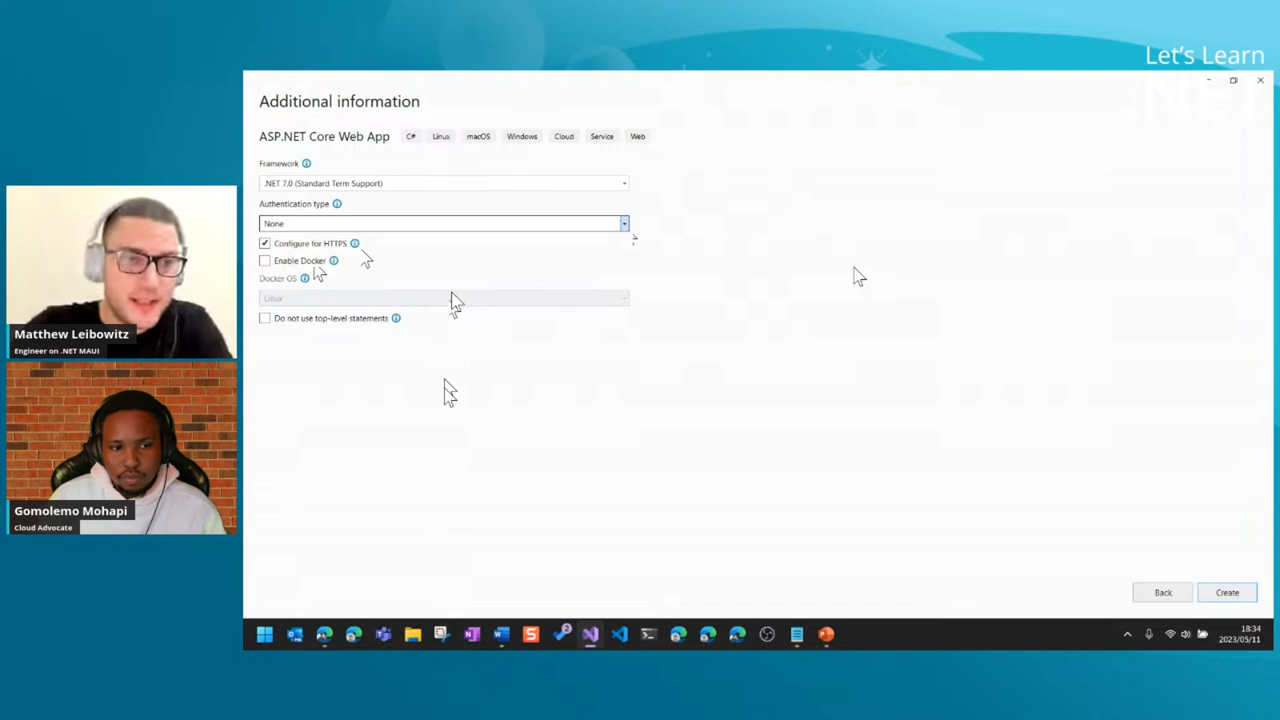 Let's Learn
.NET
Additional information
ASP.NET Core Web App C# Linux macOS Windows Cloud Service Web
Framework
.NET 7.0 (Standard Term Support)
Authentication type
None
Configure for HTTPS
Enable Docker
Docker OS
Linux
Do not use top-level statements
Matthew Leibowitz
Engineer on .NET MAUI
Gomolemo Mohapi
Cloud Advocate
Back Create
18:34
2023/05/11